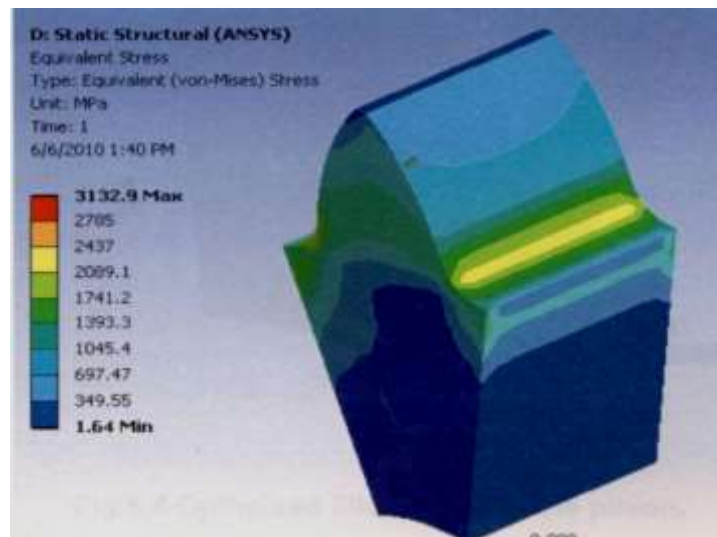 D: Static Structural (ANSYS)
Equivalent Stress
Type: Equivalent (von-Mises) Stress
Unit: MPa
Time: 1
6/6/2010 1:40 PM
3132.9 Max
2785
2437
2089.1
1741.2
1393.3
1045.4
697.47
349.55
1.64 Min